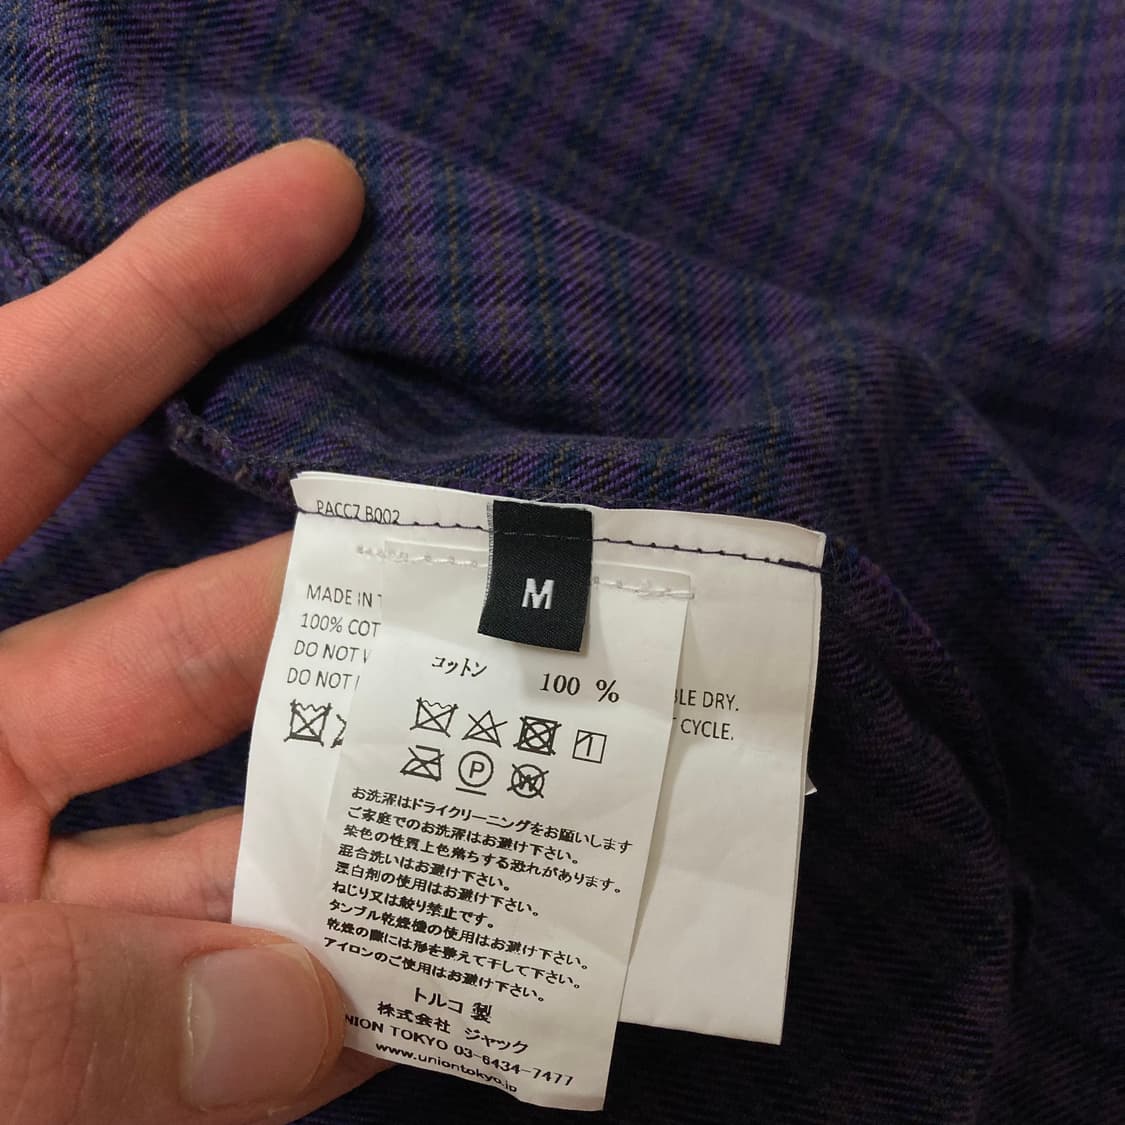 PACC7 B002
M
MADE IN T
100% COT
DO NOT
DO NOT
BLE DRY.
CYCLE.
コットン 100 %
1
P
W
お洗濯はドライクリーニングをお願いします
ご家庭でのお洗濯はお避け下さい。
染色の性質上色落ちする恐れがあります。
混合洗いはお避け下さい。
漂白剤の使用はお避け下さい。
ねじり又は絞り禁止です。
タンブル乾燥機の使用はお避け下さい。
乾燥の際には形を整えて干して下さい。
アイロンのご使用はお避け下さい。
トルコ 製
株式会社 ジャック
UNION TOKYO 03-6434-7477
www.uniontokyo.jp